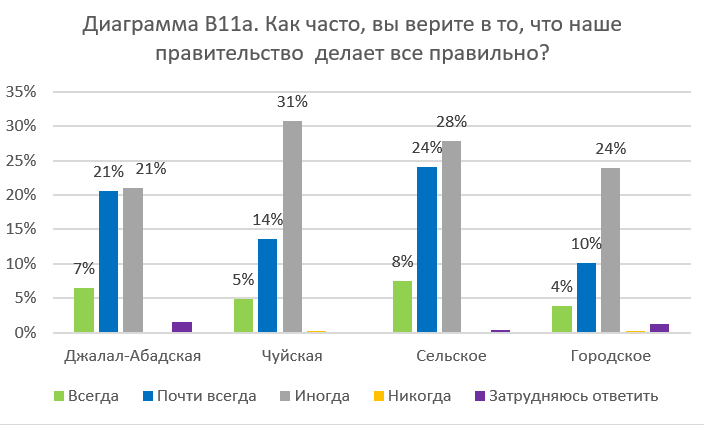 Диаграмма B11a. Как часто, вы верите в то, что наше
правительство делает все правильно?
35%
30%
25%
20%
15%
10%
5%
0%
7%
21%
21%
5%
14%
31%
8%
24%
28%
4%
10%
24%
Джалал-Абадская
Чуйская
Сельское
Городское
Всегда
Почти всегда
Иногда
Никогда
Затрудняюсь ответить